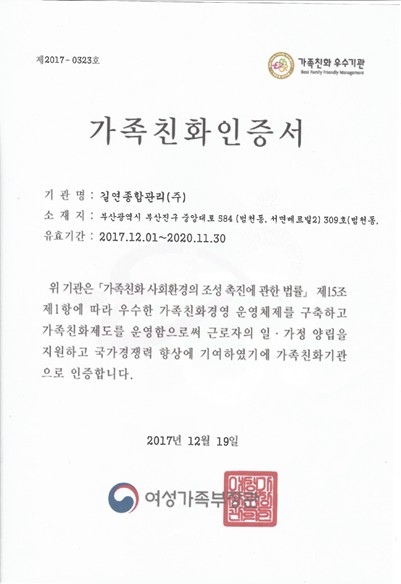 제2017-0323호
가족친화 우수기관
Best Family Friendly Management
가족친화인증서
기 관 명 : 길연종합관리(주)
소 재 지 : 부산광역시 부산진구 중앙대로 584 (범천동, 서면베르빌2) 309호(범천동,
유효기간 : 2017.12.01~2020.11.30
위 기관은 「가족친화 사회환경의 조성 촉진에 관한 법률」 제15조
제1항에 따라 우수한 가족친화경영 운영체제를 구축하고
가족친화제도를 운영함으로써 근로자의 일·가정 양립을
지원하고 국가경쟁력 향상에 기여하였기에 가족친화기관
으로 인증합니다.
2017년 12월 19일
여성가족부장관